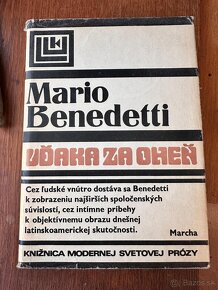 Mario
Benedetti
VĎAKA ZA OHEŇ
Cez ľudské vnútro dostáva sa Benedetti
k zobrazeniu najširších spoločenských
súvislostí, cez intímne príbehy
k objektívnemu obrazu dnešnej
latinskoamerickej skutočnosti.
Marcha
KNIŽNICA MODERNEJ SVETOVEJ PRÓZY